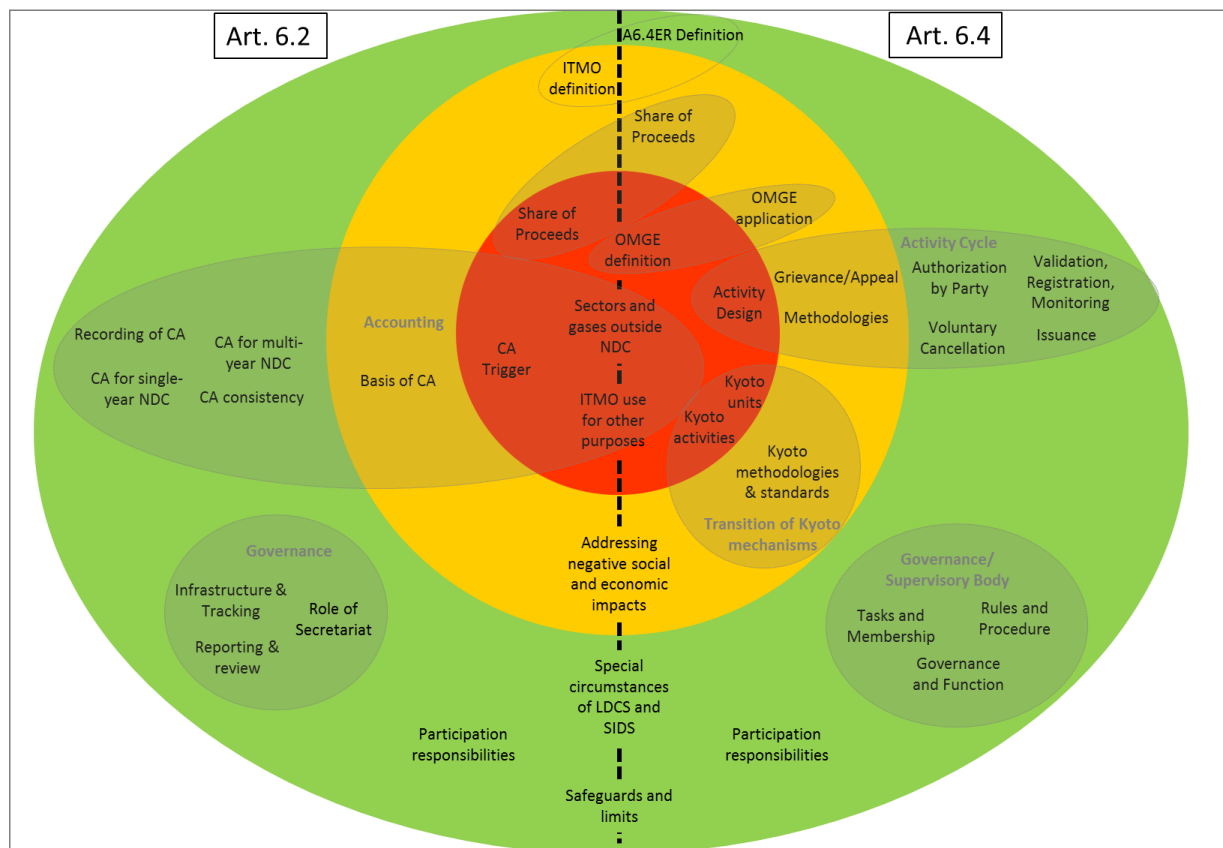 Art. 6.2
Art. 6.4
A6.4ER Definition
ITMO
definition
Share of
Proceeds
Share of
Proceeds
OMGE
application
OMGE
definition
Activity Cycle
Grievance/Appeal
Methodologies
Activity
Design
Authorization
by Party
Validation,
Registration,
Monitoring
Voluntary
Cancellation
Issuance
Accounting
Recording of CA
CA for multi-
year NDC
CA for single-
year NDC
CA consistency
Basis of CA
CA
Trigger
Sectors and
gases outside
NDC
ITMO use
for other
purposes
Kyoto
units
Kyoto
activities
Kyoto
methodologies
& standards
Transition of Kyoto
mechanisms
Addressing
negative social
and economic
impacts
Governance
Infrastructure &
Tracking
Role of
Secretariat
Reporting &
review
Governance/
Supervisory Body
Tasks and
Membership
Rules and
Procedure
Governance
and Function
Special
circumstances
of LDCS and
SIDS
Participation
responsibilities
Participation
responsibilities
Safeguards and
limits